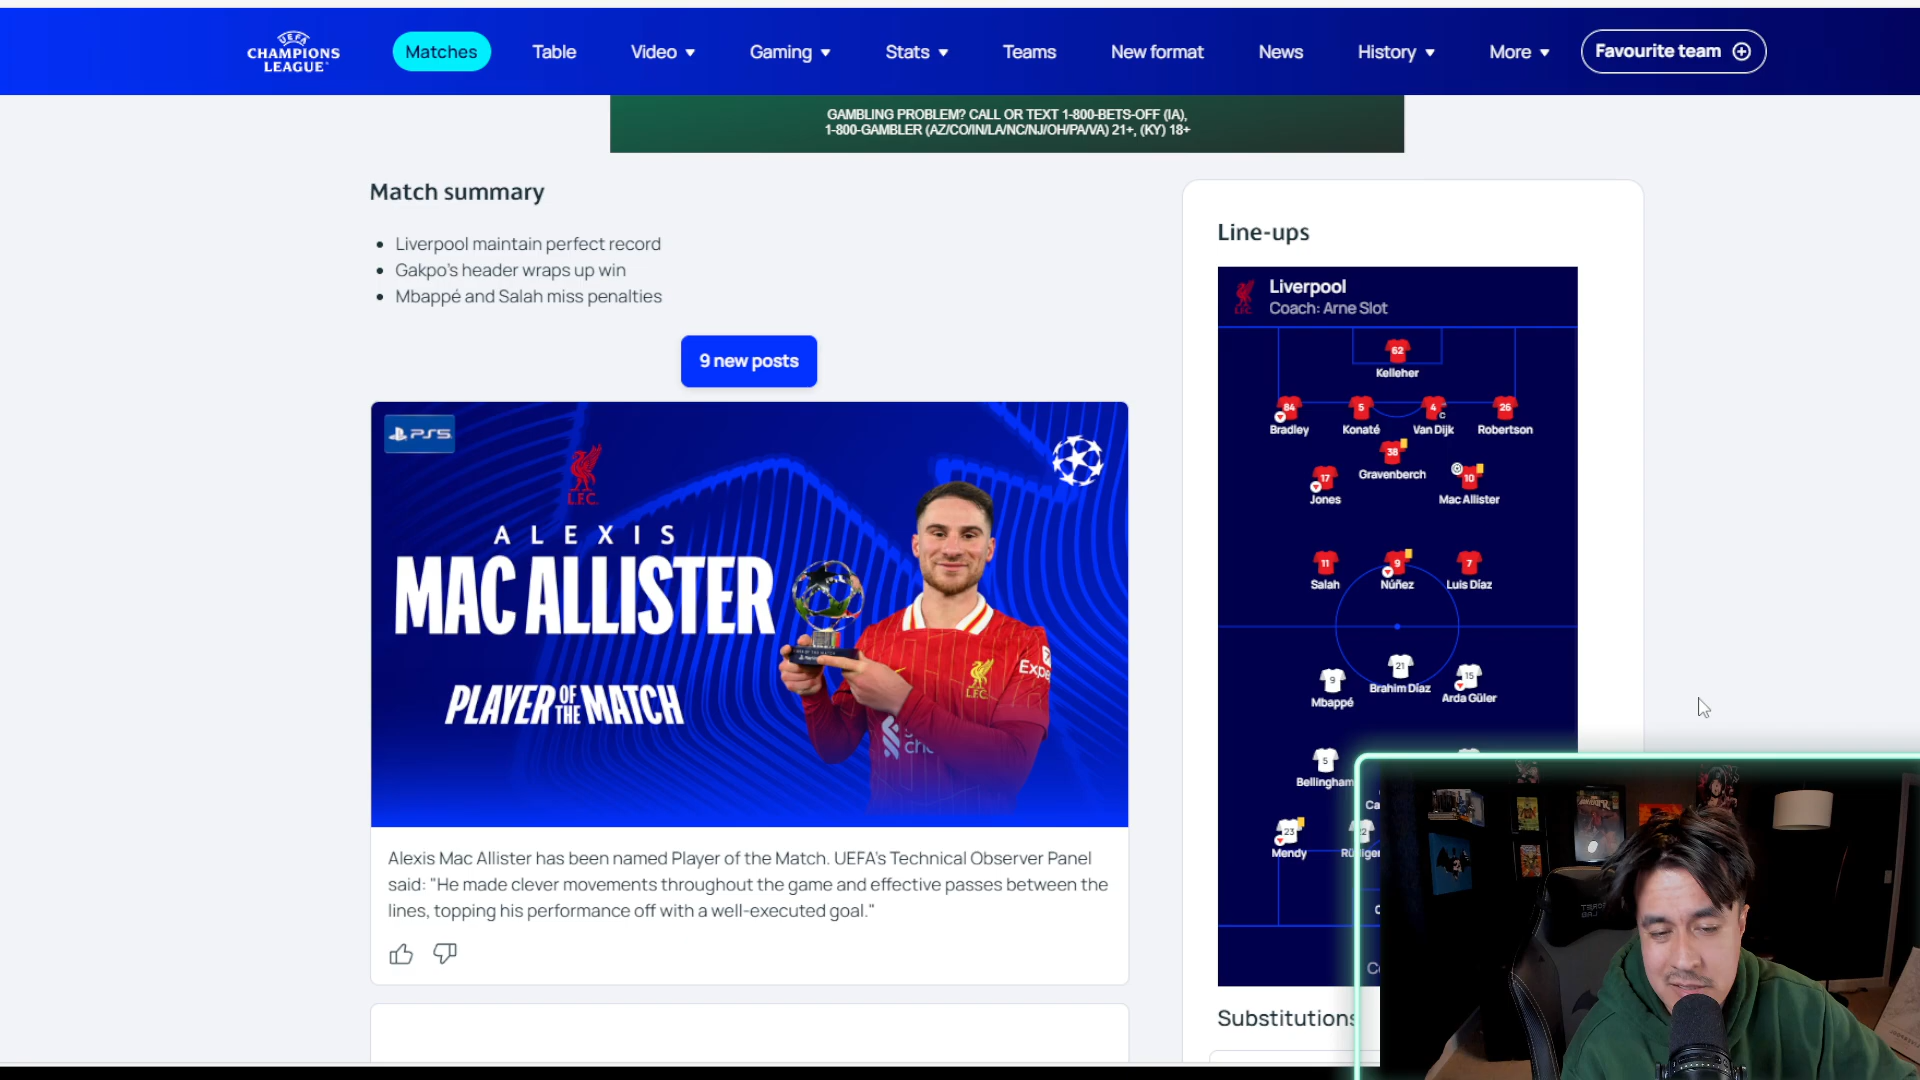 UEFA
CHAMPIONS
LEAGUE
Matches
Table
Video
Gaming
Stats
Teams
New format
News
History
More
Favourite team
GAMBLING PROBLEM? CALL OR TEXT 1-800-BETS-OFF (IA),
1-800-GAMBLER (AZ/CO/IN/LA/NC/NJ/OH/PA/VA) 21+, (KY) 18+
Match summary
Liverpool maintain perfect record
Gakpo's header wraps up win
Mbappé and Salah miss penalties
9 new posts
PS5
L.F.C.
ALEXIS
MAC ALLISTER
PLAYER OF THE MATCH
Expe
L.F.C.
Alexis Mac Allister has been named Player of the Match. UEFA's Technical Observer Panel
said: "He made clever movements throughout the game and effective passes between the
lines, topping his performance off with a well-executed goal."
Line-ups
L.F.C.
Liverpool
Coach: Arne Slot
62
Kelleher
84
5
4
C
26
Bradley
Konaté
Van Dijk
Robertson
38
Gravenberch
17
10
Jones
Mac Allister
11
9
7
Salah
Núñez
Luis Díaz
9
21
15
Mbappé
Brahim Díaz
Arda Güler
5
Bellingham
Ca
23
22
Mendy
Rüdiger
C
Co
Substitutions